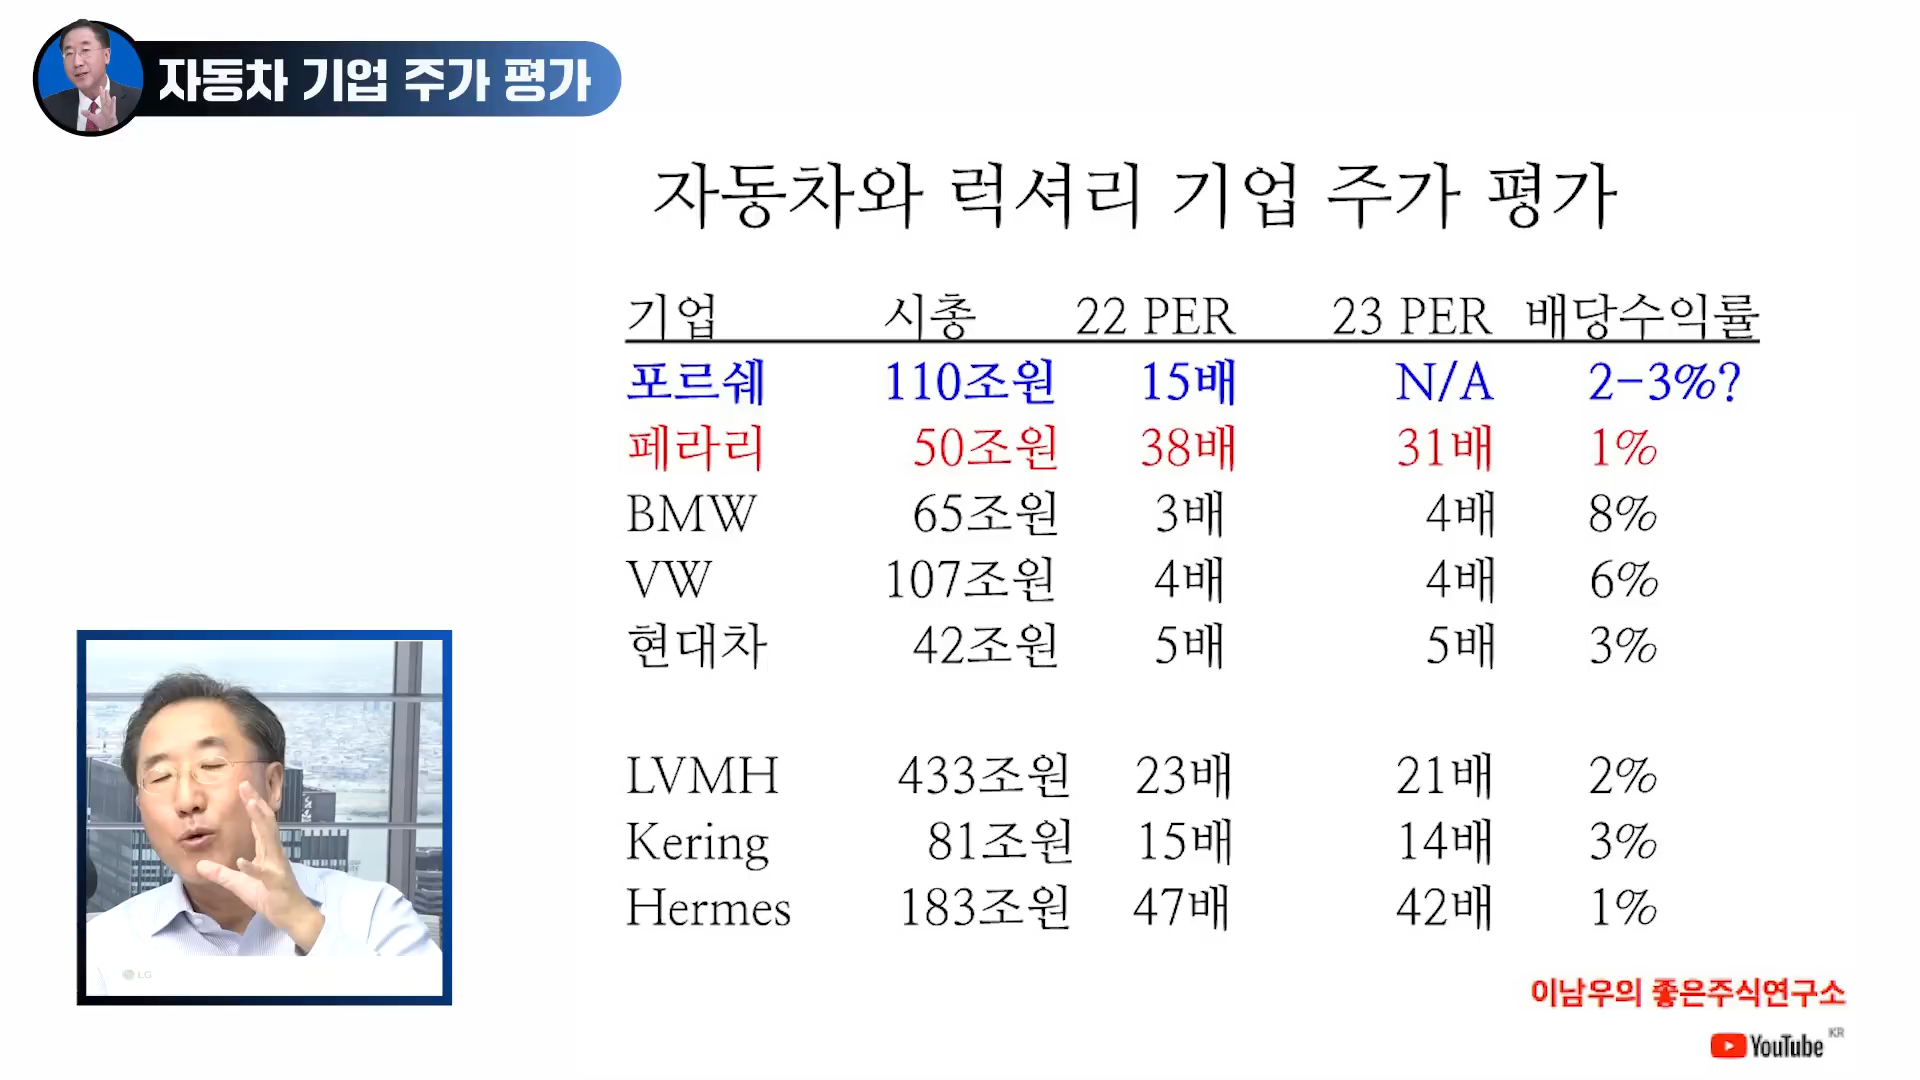 자동차 기업 주가 평가
자동차와 럭셔리 기업 주가 평가
기업 시총 22 PER 23 PER 배당수익률
포르쉐 110조원 15배 N/A 2-3%?
페라리 50조원 38배 31배 1%
BMW 65조원 3배 4배 8%
VW 107조원 4배 4배 6%
현대차 42조원 5배 5배 3%
LVMH 433조원 23배 21배 2%
Kering 81조원 15배 14배 3%
Hermes 183조원 47배 42배 1%
LG
이남우의 좋은주식연구소
YouTube KR